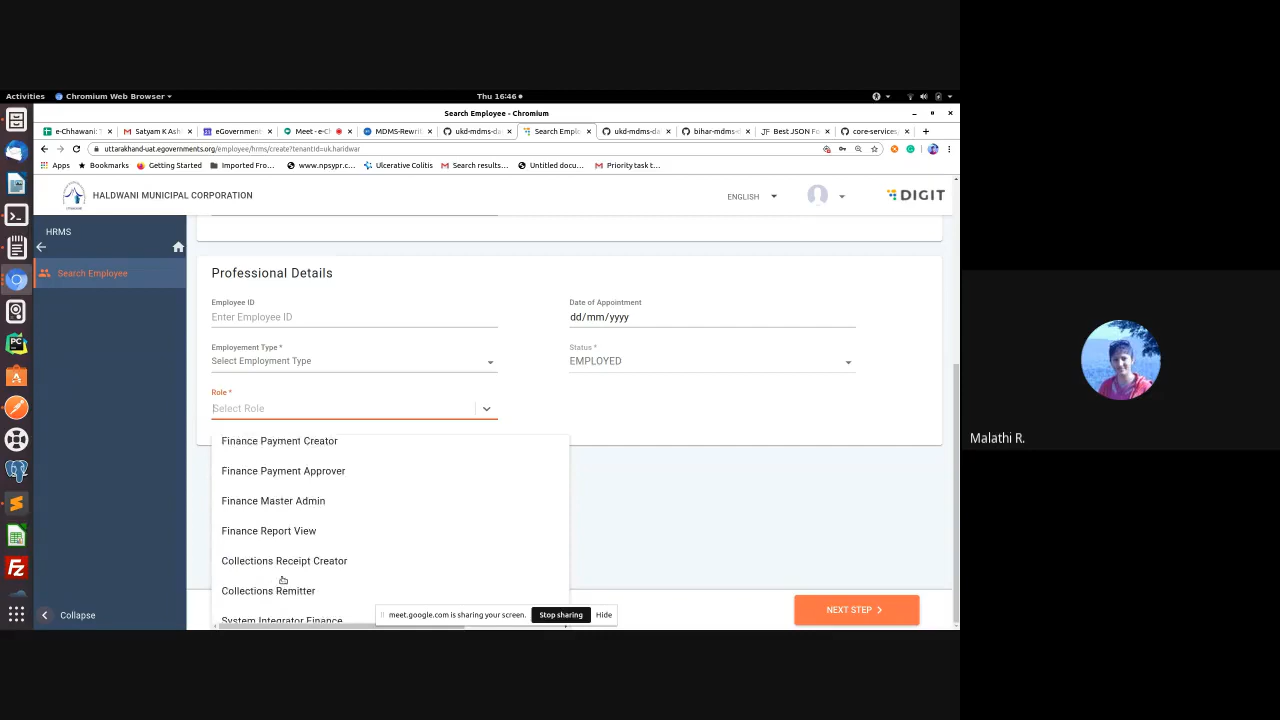 Activities
Chromium Web Browser
Thu 16:46
Search Employee - Chromium
e-Chhawani:
Satyam K Ash
eGovernment
Meet - e-C
MDMS-Rewrit
ukd-mdms-da
Search Emplo
ukd-mdms-da
bihar-mdms-d
Best JSON Fo
core-services
uttarakhand-uat.egovernments.org/employee/hrms/create?tenantId=uk.haridwar
Apps
Bookmarks
Getting Started
Imported Fro...
www.npsypr.c...
Ulcerative Colitis
Search results...
Untitled docu...
Priority task t...
HALDWANI MUNICIPAL CORPORATION
ENGLISH
DIGIT
HRMS
Search Employee
Professional Details
Employee ID
Date of Appointment
Enter Employee ID
dd/mm/yyyy
Employement Type *
Status *
Select Employment Type
EMPLOYED
Role *
Select Role
Finance Payment Creator
Finance Payment Approver
Finance Master Admin
Finance Report View
Collections Receipt Creator
Collections Remitter
System Integrator Finance
meet.google.com is sharing your screen.
Stop sharing
Hide
NEXT STEP
Collapse
Malathi R.